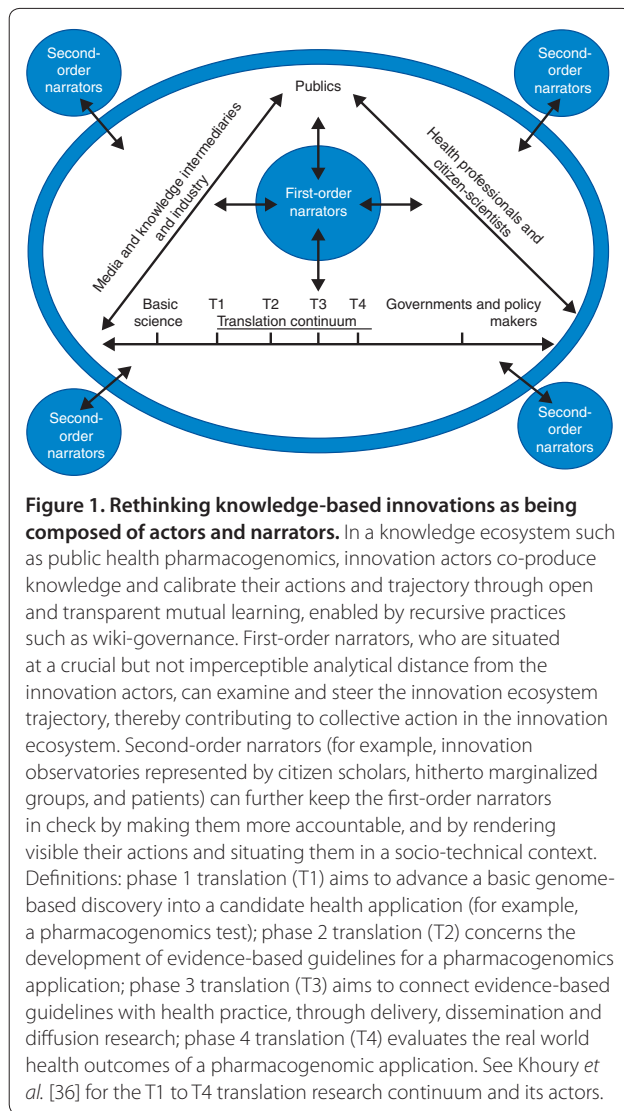 Second-
order
narrators
Second-
order
narrators
Publics
Media and knowledge intermediaries
and industry
Health professionals and
citizen-scientists
First-order
narrators
Basic
science
T1
T2
T3
T4
Translation continuum
Governments and policy
makers
Second-
order
narrators
Second-
order
narrators
Figure 1. Rethinking knowledge-based innovations as being
composed of actors and narrators. In a knowledge ecosystem such
as public health pharmacogenomics, innovation actors co-produce
knowledge and calibrate their actions and trajectory through open
and transparent mutual learning, enabled by recursive practices
such as wiki-governance. First-order narrators, who are situated
at a crucial but not imperceptible analytical distance from the
innovation actors, can examine and steer the innovation ecosystem
trajectory, thereby contributing to collective action in the innovation
ecosystem. Second-order narrators (for example, innovation
observatories represented by citizen scholars, hitherto marginalized
groups, and patients) can further keep the first-order narrators
in check by making them more accountable, and by rendering
visible their actions and situating them in a socio-technical context.
Definitions: phase 1 translation (T1) aims to advance a basic genome-
based discovery into a candidate health application (for example,
a pharmacogenomics test); phase 2 translation (T2) concerns the
development of evidence-based guidelines for a pharmacogenomics
application; phase 3 translation (T3) aims to connect evidence-based
guidelines with health practice, through delivery, dissemination and
diffusion research; phase 4 translation (T4) evaluates the real world
health outcomes of a pharmacogenomic application. See Khoury et
al. [36] for the T1 to T4 translation research continuum and its actors.